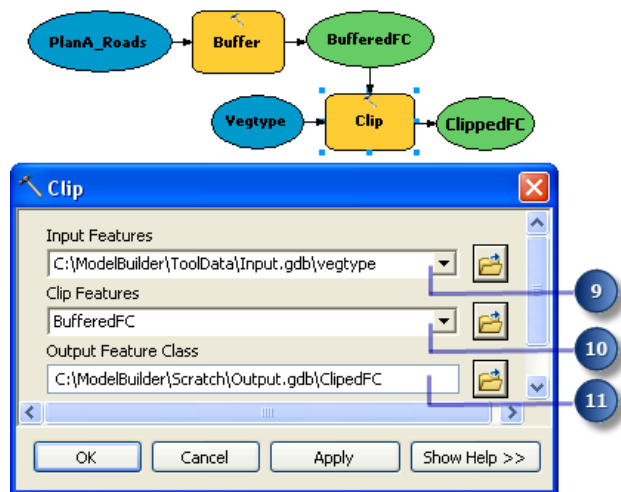 PlanA_Roads
Buffer
BufferedFC
Vegtype
Clip
ClippedFC
Clip
Input Features
C:\ModelBuilder\ToolData\Input.gdb\vegtype
9
Clip Features
BufferedFC
10
Output Feature Class
C:\ModelBuilder\Scratch\Output.gdb\ClipedFC
11
OK
Cancel
Apply
Show Help >>